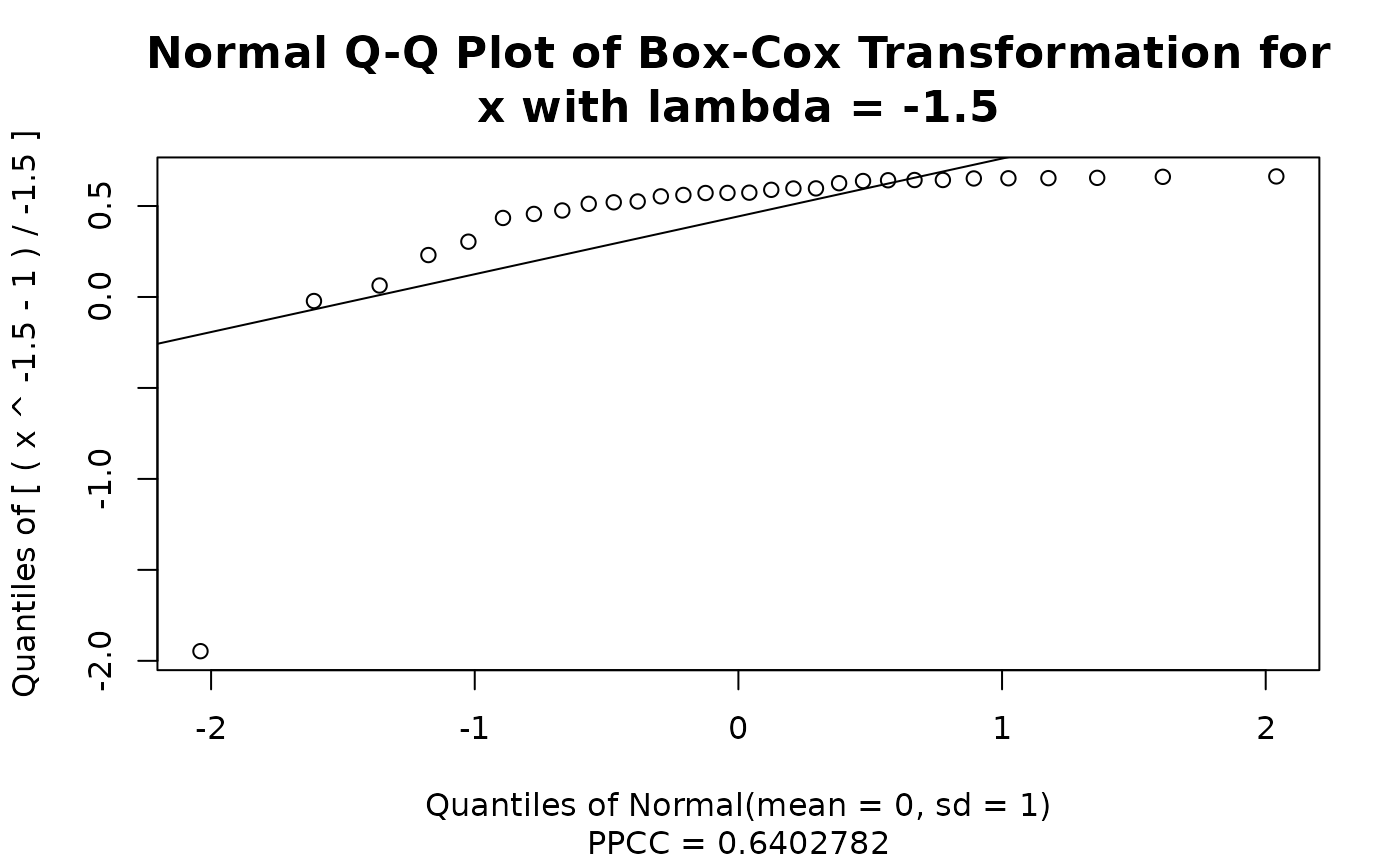 Normal Q-Q Plot of Box-Cox Transformation for
x with lambda = -1.5
Quantiles of [ ( x ^ -1.5 - 1 ) / -1.5 ]
0.5
0.0
-1.0
-2.0
-2
-1
0
1
2
Quantiles of Normal(mean = 0, sd = 1)
PPCC = 0.6402782